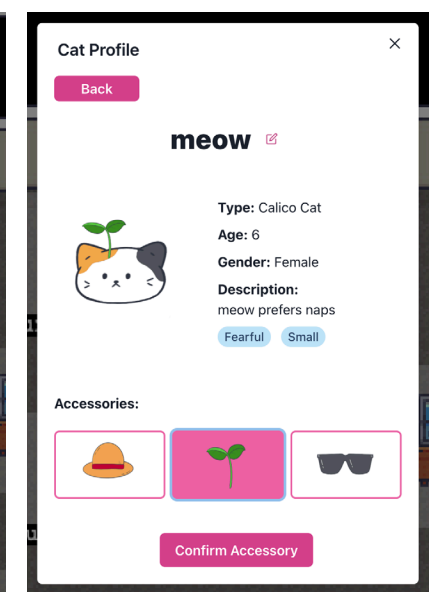 Cat Profile
Back
meow
Type: Calico Cat
Age: 6
Gender: Female
Description:
meow prefers naps
Fearful Small
Accessories:
Confirm Accessory